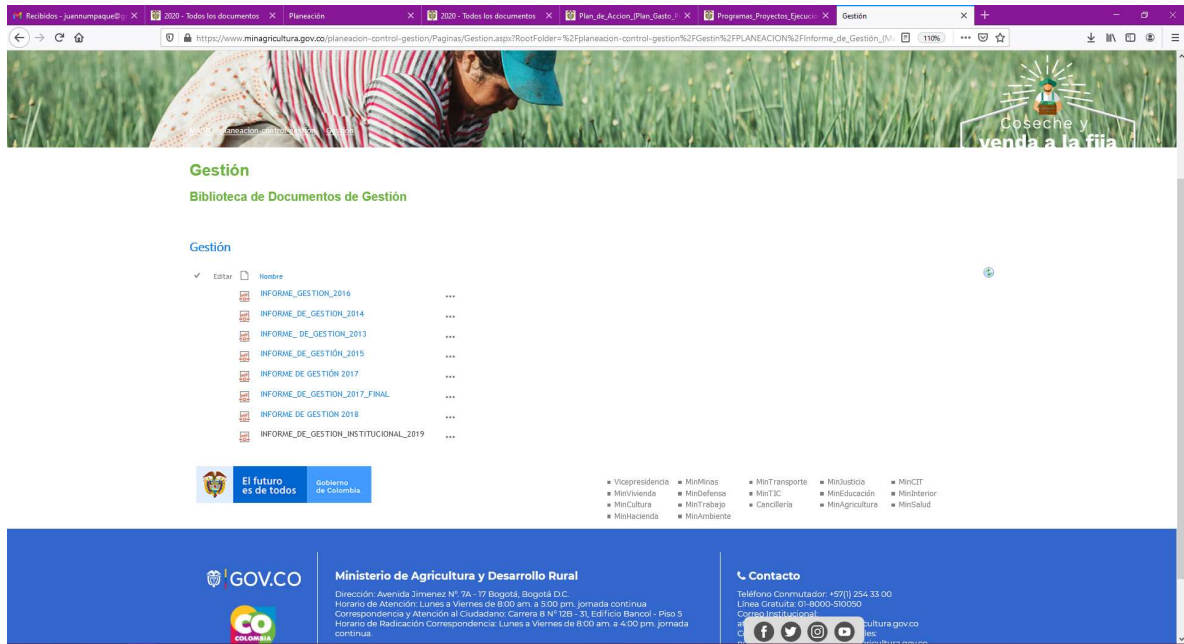 Recibidos - juannumpaque@g
2020 - Todos los documentos
Planeación
2020 - Todos los documentos
Plan_de_Accion_(Plan_Gasto_P
Programas_Proyectos_Ejecució
Gestión
https://www.minagricultura.gov.co/planeacion-control-gestion/Paginas/Gestion.aspx?RootFolder=%2Fplaneacion-control-gestion%2FGestin%2FPLANEACION%2FInforme_de_Gestión_(M
110%
planeacion-control-gestion Gestión
Coseche y
venda a la fija
Gestión
Biblioteca de Documentos de Gestión
Gestión
Editar Nombre
INFORME_GESTION_2016
INFORME_DE_GESTION_2014
INFORME_ DE_GESTION_2013
INFORME_DE_GESTIÓN_2015
INFORME DE GESTIÓN 2017
INFORME_DE_GESTION_2017_FINAL
INFORME DE GESTION 2018
INFORME_DE_GESTION_INSTITUCIONAL_2019
El futuro
es de todos
Gobierno
de Colombia
Vicepresidencia MinMinas MinTransporte MinJusticia MinCIT
MinVivienda MinDefensa MinTIC MinEducación MinInterior
MinCultura MinTrabajo Cancillería MinAgricultura MinSalud
MinHacienda MinAmbiente
GOV.CO
CO
COLOMBIA
Ministerio de Agricultura y Desarrollo Rural
Dirección: Avenida Jimenez N°. 7A - 17 Bogotá, Bogotá D.C.
Horario de Atención: Lunes a Viernes de 8:00 am. a 5:00 pm. jornada continua
Correspondencia y Atención al Ciudadano: Carrera 8 N° 12B - 31, Edificio Bancol - Piso 5
Horario de Radicación Correspondencia: Lunes a Viernes de 8:00 am. a 4:00 pm. jornada
continua.
Contacto
Teléfono Conmutador: +57(1) 254 33 00
Línea Gratuita: 01-8000-510050
Correo Institucional:
cultura.gov.co